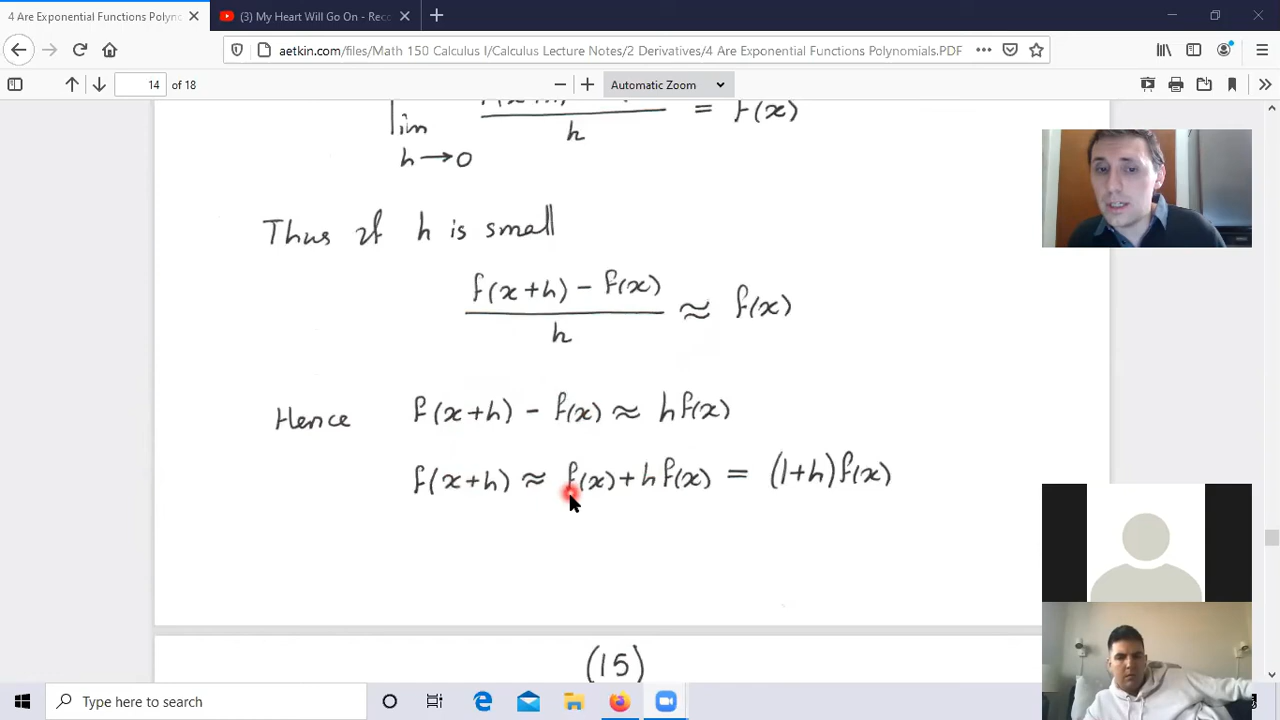 4 Are Exponential Functions Polyno
(3) My Heart Will Go On - Reco
aetkin.com/files/Math 150 Calculus I/Calculus Lecture Notes/2 Derivatives/4 Are Exponential Functions Polynomials.PDF
14 of 18
Automatic Zoom
lim h→0 h = f(x)
Thus if h is small
f(x+h) - f(x)
h
≈ f(x)
Hence f(x+h) - f(x) ≈ hf(x)
f(x+h) ≈ f(x) + hf(x) = (1+h)f(x)
(15)
Type here to search